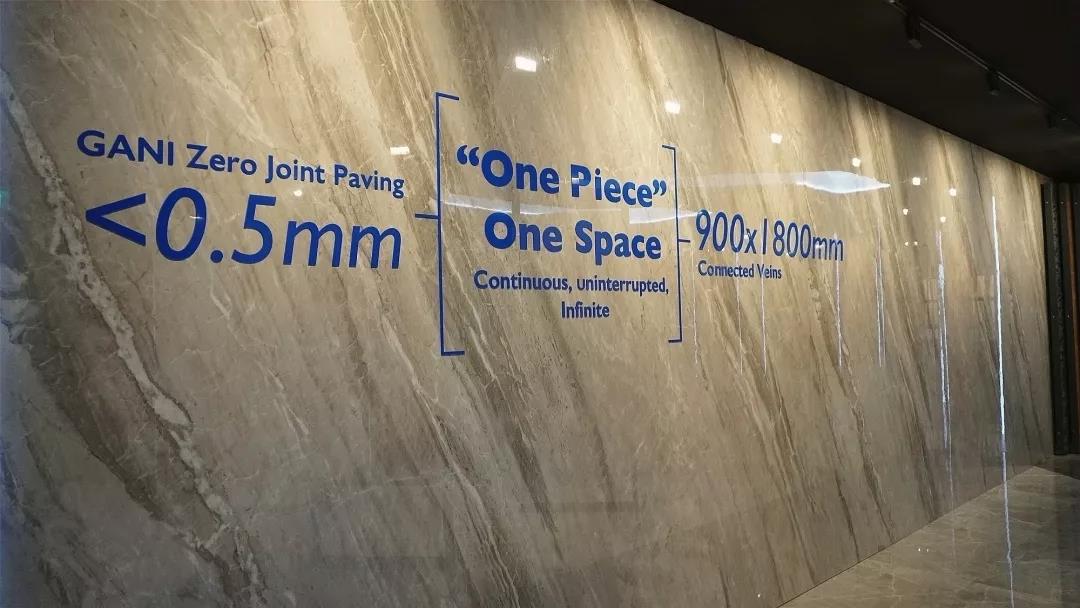 GANI Zero Joint Paving
<0.5mm
“One Piece”
One Space
Continuous, uninterrupted,
Infinite
900x1800mm
Connected Veins